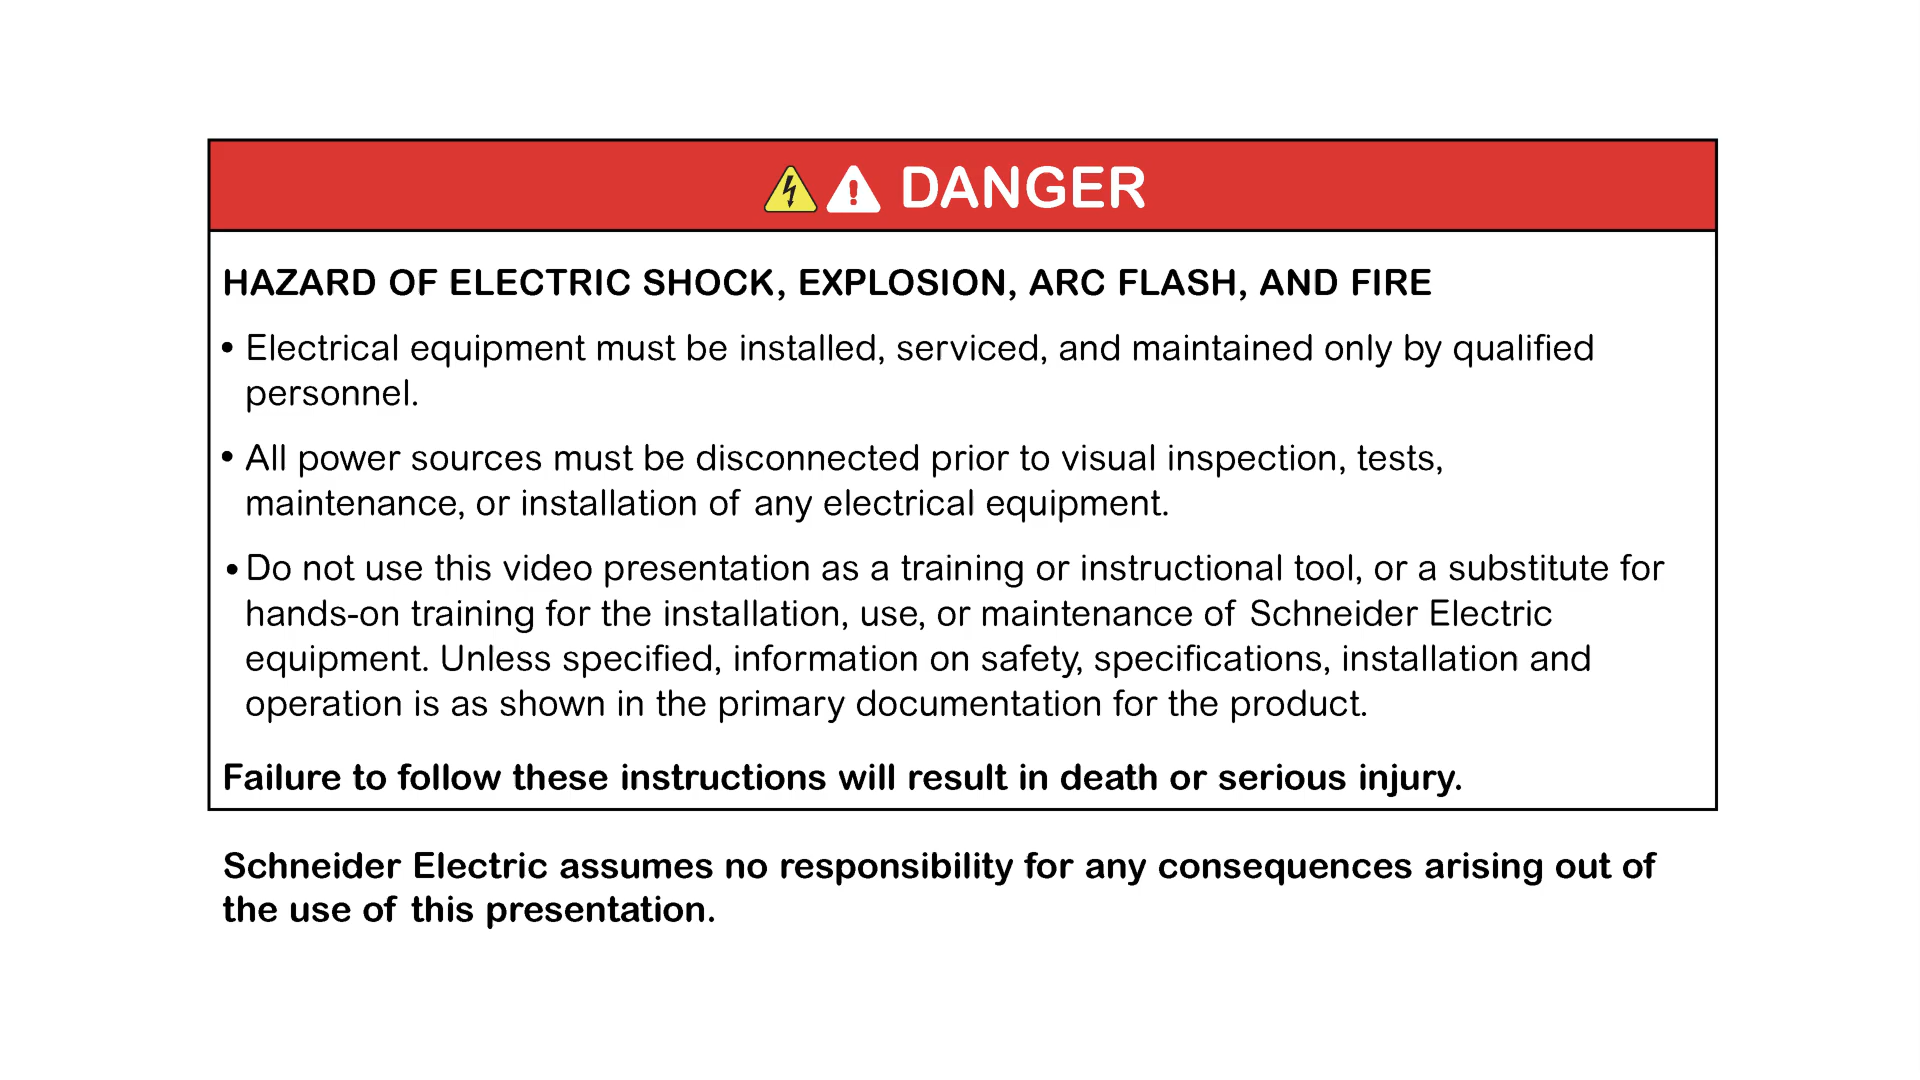 DANGER
HAZARD OF ELECTRIC SHOCK, EXPLOSION, ARC FLASH, AND FIRE
• Electrical equipment must be installed, serviced, and maintained only by qualified
personnel.
• All power sources must be disconnected prior to visual inspection, tests,
maintenance, or installation of any electrical equipment.
• Do not use this video presentation as a training or instructional tool, or a substitute for
hands-on training for the installation, use, or maintenance of Schneider Electric
equipment. Unless specified, information on safety, specifications, installation and
operation is as shown in the primary documentation for the product.
Failure to follow these instructions will result in death or serious injury.
Schneider Electric assumes no responsibility for any consequences arising out of
the use of this presentation.